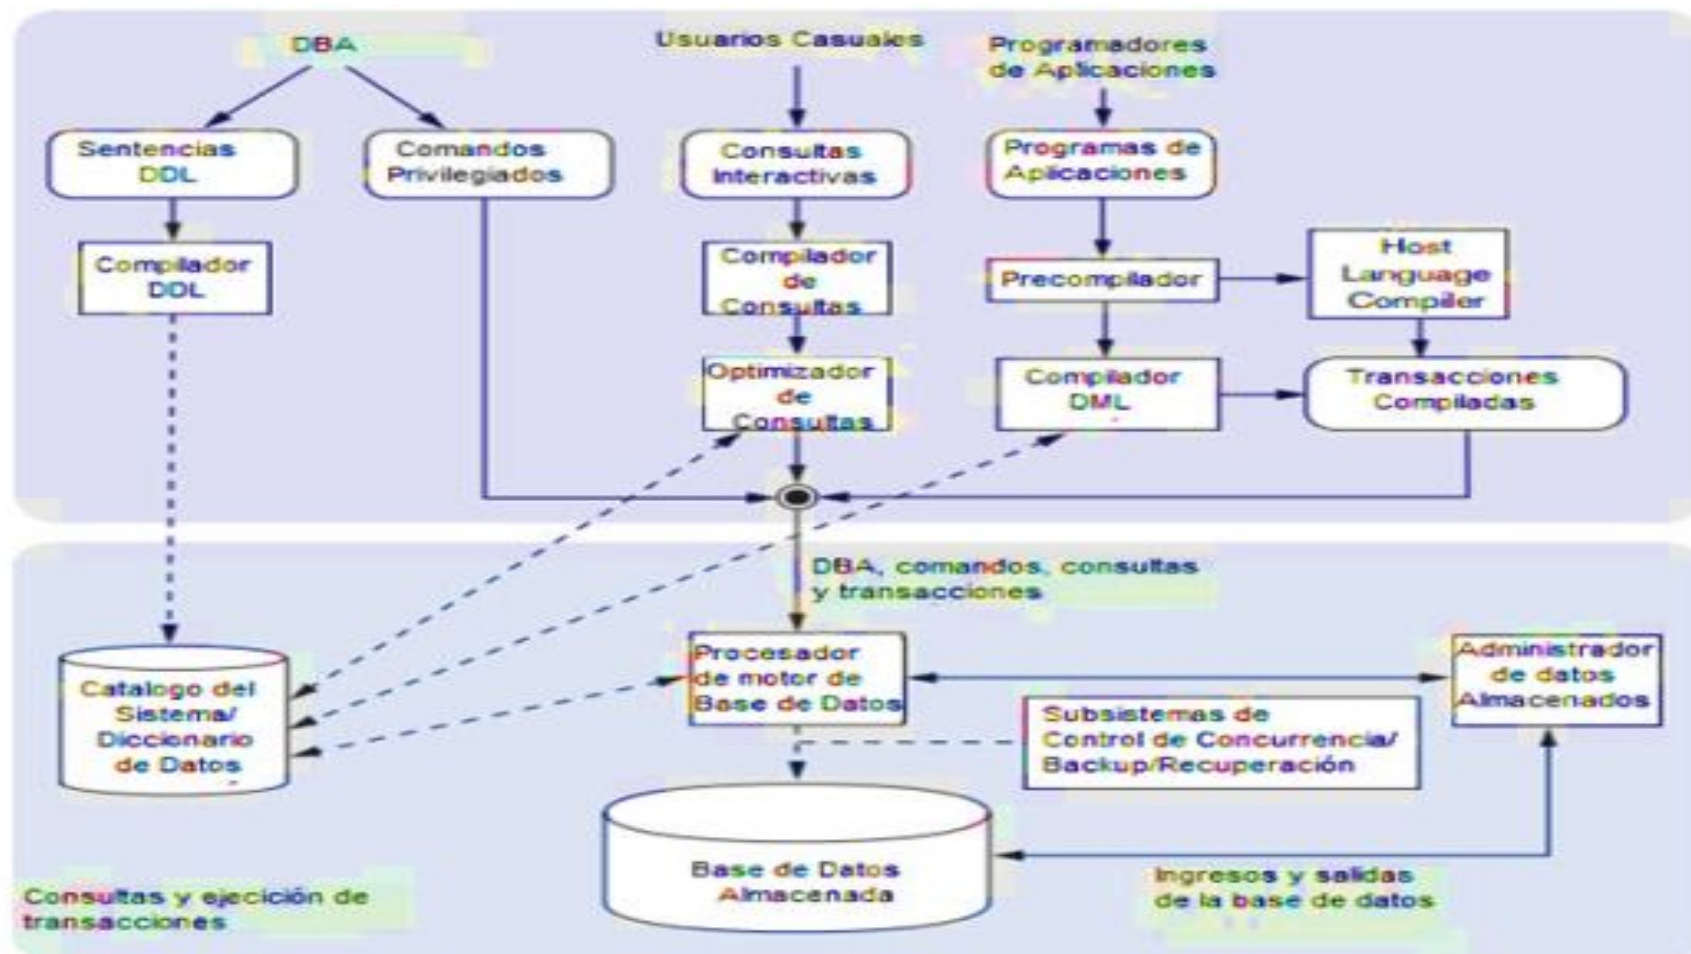 DBA
Usuarios Casuales
Programadores
de Aplicaciones
Sentencias
DDL
Comandos
Privilegiados
Consultas
Interactivas
Programas de
Aplicaciones
Compilador
DDL
Compilador
de
Consultas
Precompilador
Host
Language
Compiler
Optimizador
de
Consultas
Compilador
DML
Transacciones
Compiladas
DBA, comandos, consultas
y transacciones
Catalogo del
Sistema/
Diccionario
de Datos
Procesador
de motor de
Base de Datos
Administrador
de datos
Almacenados
Subsistemas de
Control de Concurrencia/
Backup/Recuperación
Base de Datos
Almacenada
Ingresos y salidas
de la base de datos
Consultas y ejecición de
transacciones